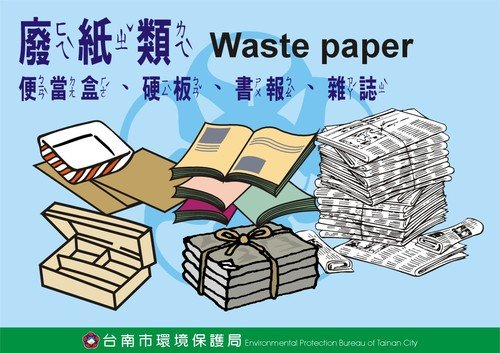 廢紙類 Waste paper
便當盒、硬板、書報、雜誌
台南市環境保護局 Environmental Protection Bureau of Tainan City